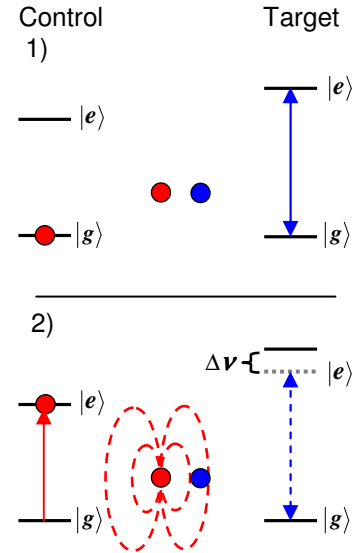 Control Target
1)
|e⟩
|e⟩
|g⟩ |g⟩
2)
Δν
|e⟩
|e⟩
|g⟩ |g⟩